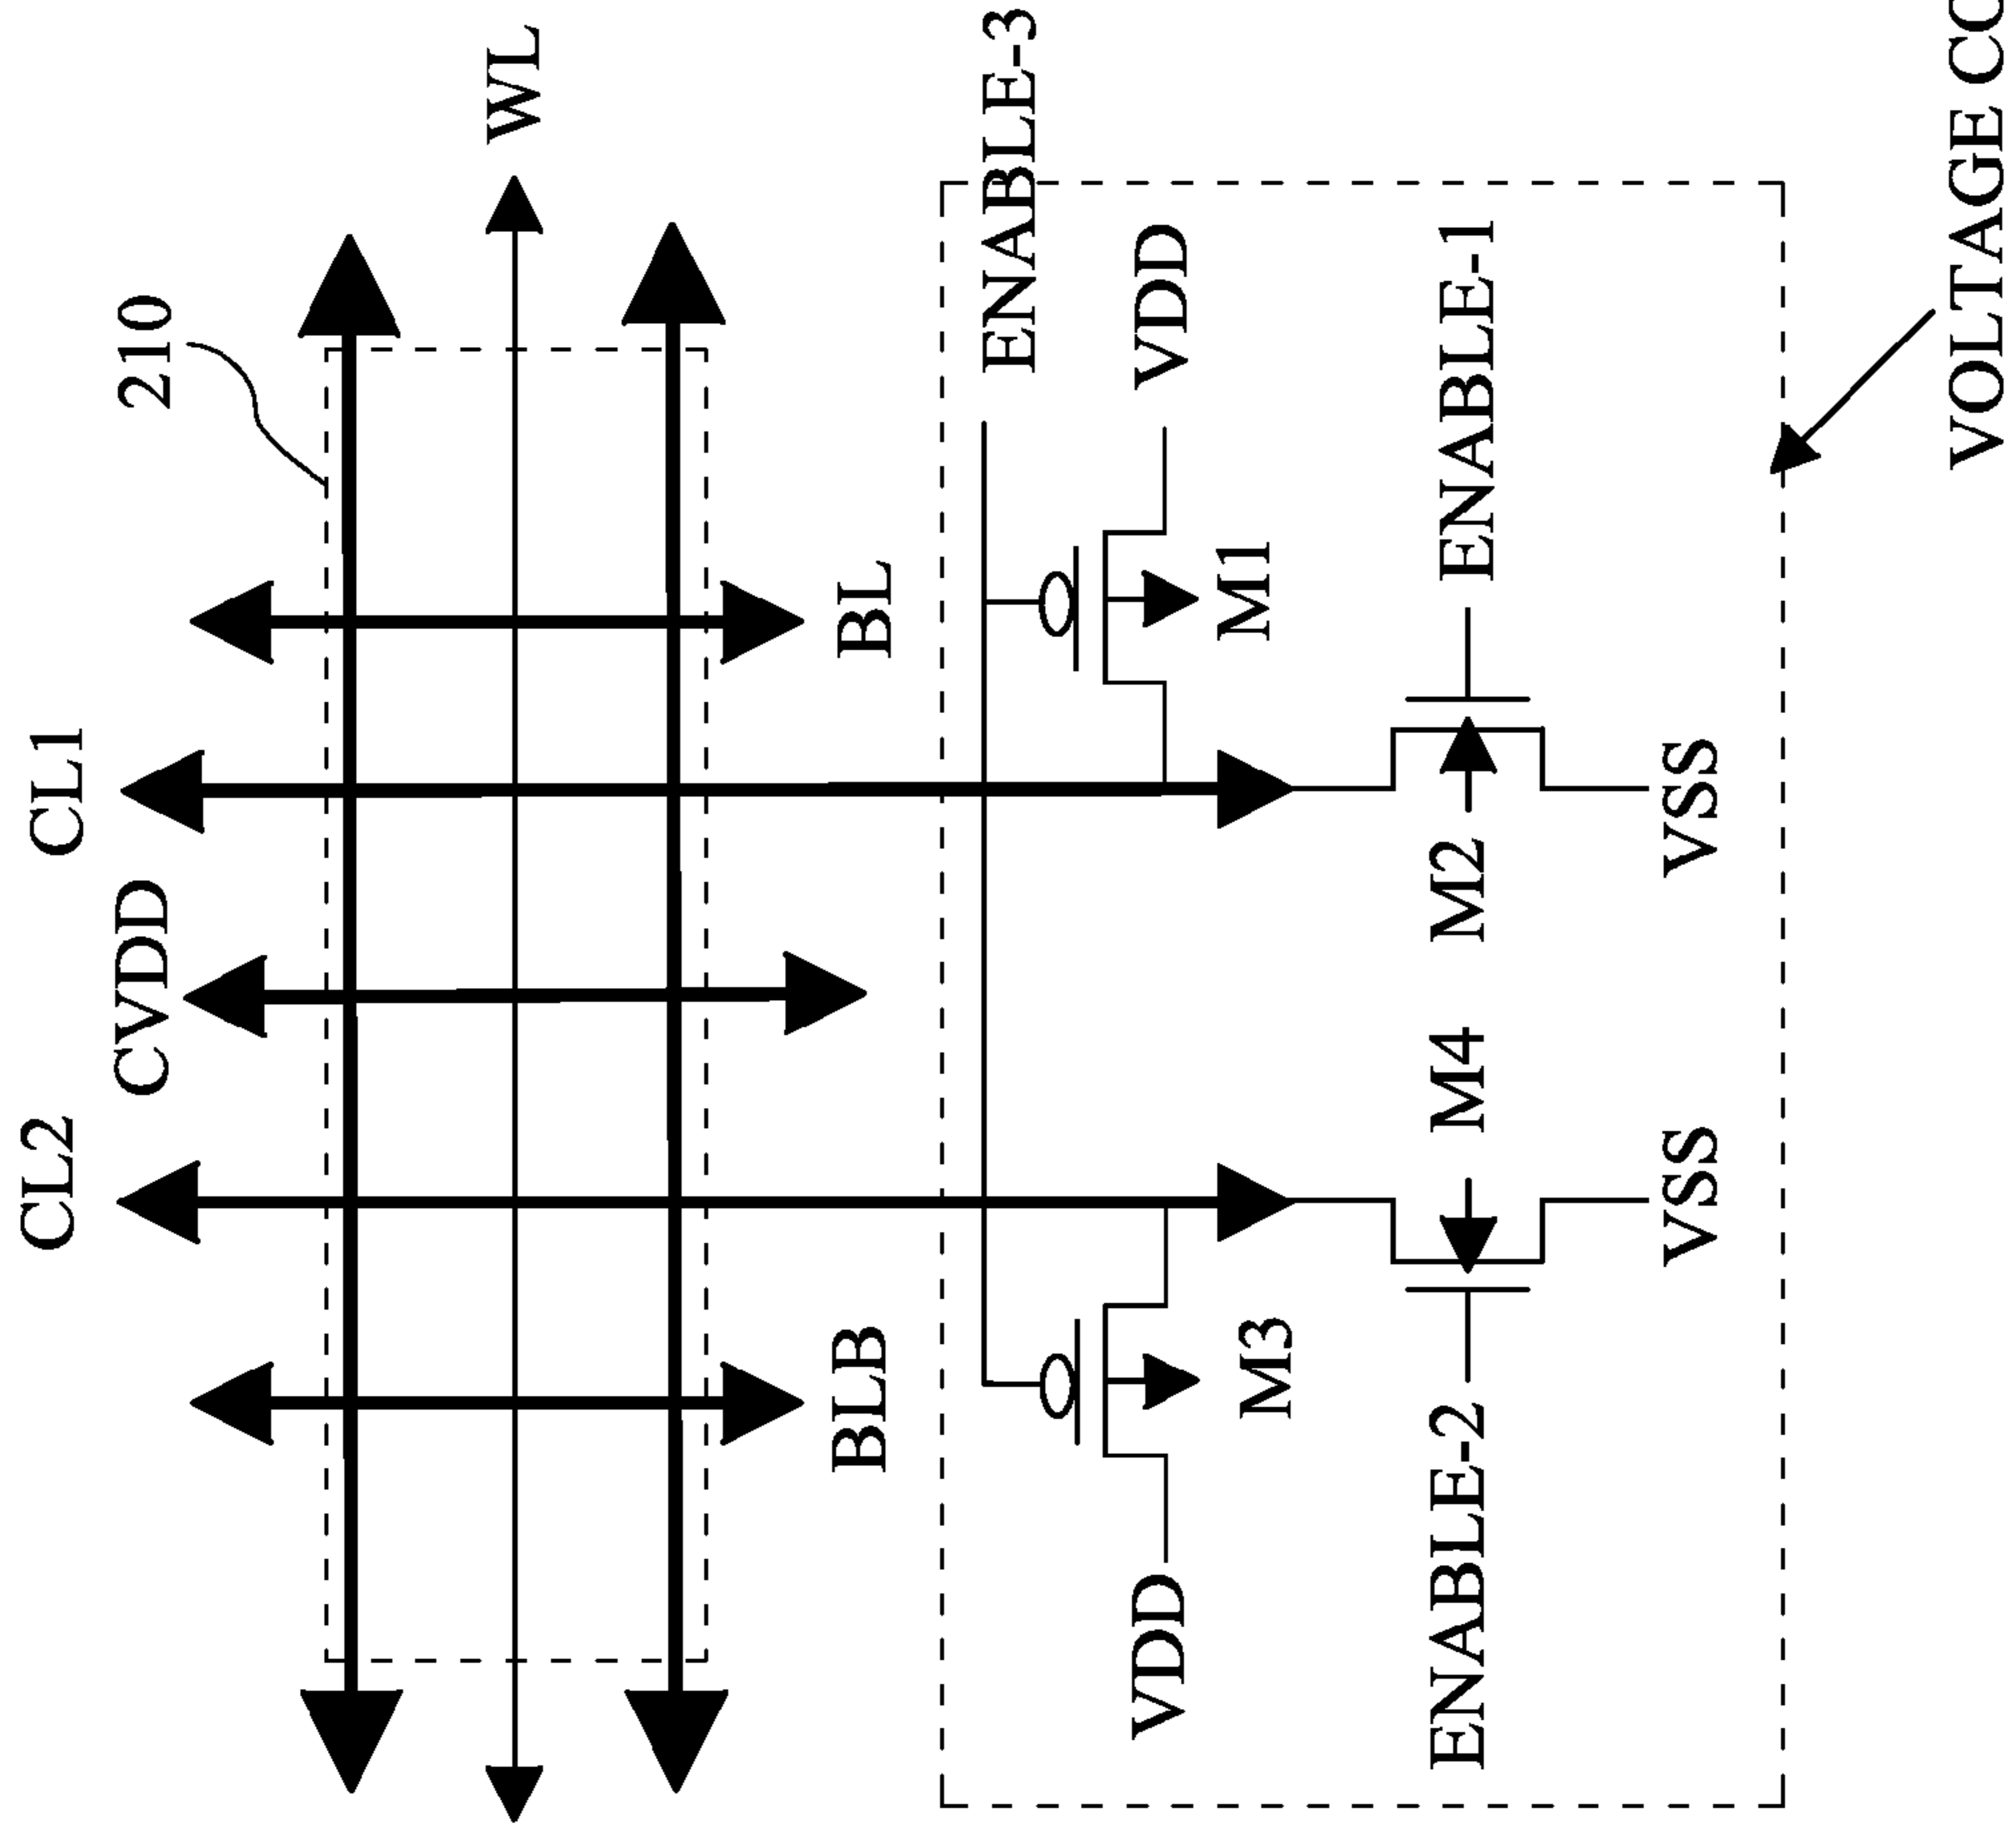 CL2
CVDD
CL1
210
WL
BLB
BL
ENABLE-3
VDD
M3
M1
VDD
ENABLE-2
M4
M2
ENABLE-1
VSS
VSS
VOLTAGE